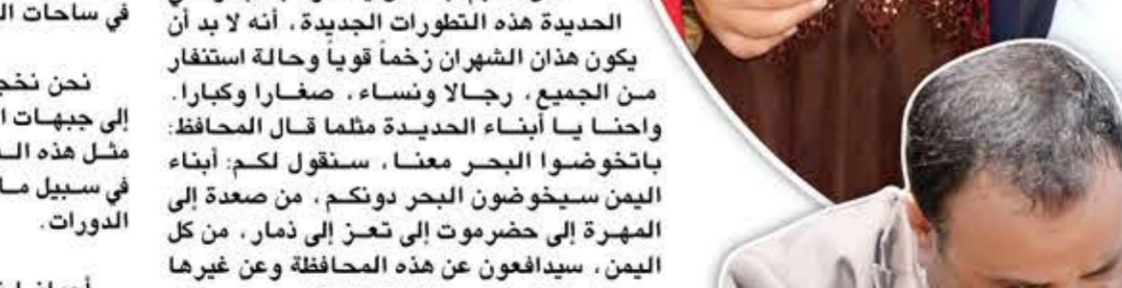 الحديدة هذه التطورات الجديدة، أنه لا بد أن
يكون هذان الشهران زخماً قوياً وحالة استنفار
من الجميع، رجالا ونساء، صغارا وكبارا.
واحنا يا أبناء الحديدة مثلما قال المحافظ:
باتخوضوا البحر معنا، سنقول لكم: أبناء
اليمن سيخوضون البحر دونكم، من صعدة إلى
المهرة إلى حضرموت إلى تعز إلى ذمار، من كل
اليمن، سيدافعون عن هذه المحافظة وعن غيرها
في ساحات
نحن
إلى جبهات
مثل هذه
في سبيل
الدورات.